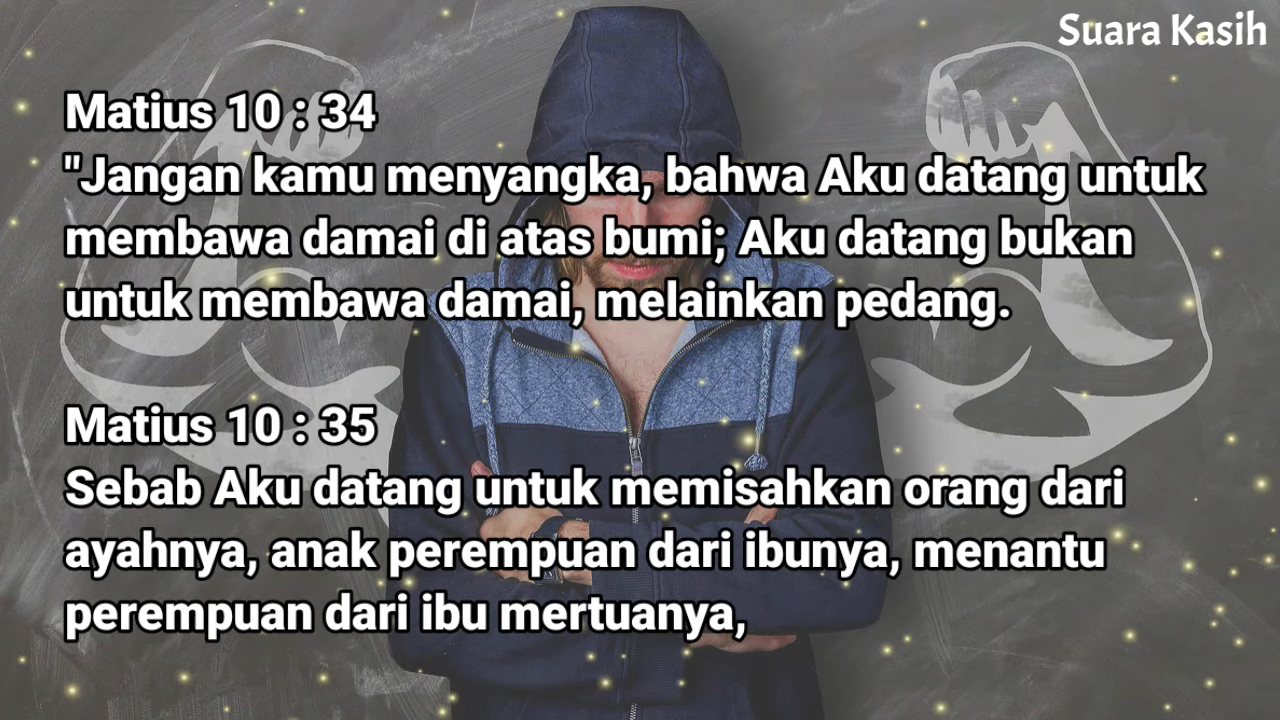 Suara Kasih
Matius 10 : 34
"Jangan kamu menyangka, bahwa Aku datang untuk
membawa damai di atas bumi; Aku datang bukan
untuk membawa damai, melainkan pedang.
Matius 10 : 35
Sebab Aku datang untuk memisahkan orang dari
ayahnya, anak perempuan dari ibunya, menantu
perempuan dari ibu mertuanya,